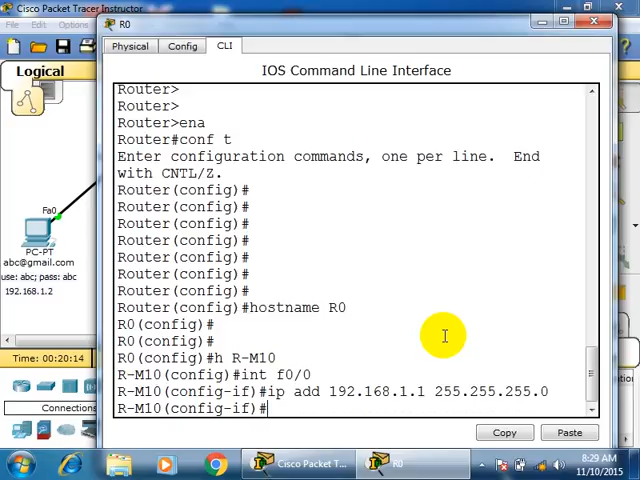 Cisco Packet Tracer Instructor
R0
File
Edit
Options
Physical
Config
CLI
Logical
IOS Command Line Interface
Router>
Router>
Router>ena
Router#conf t
Enter configuration commands, one per line.  End
with CNTL/Z.
Router(config)#
Router(config)#
Router(config)#
Router(config)#
Router(config)#
Router(config)#
Router(config)#
Router(config)#hostname R0
R0(config)#
R0(config)#
R0(config)#h R-M10
R-M10(config)#int f0/0
R-M10(config-if)#ip add 192.168.1.1 255.255.255.0
R-M10(config-if)#
Fa0
PC-PT
abc@gmail.com
use: abc; pass: abc
192.168.1.2
Time: 00:20:14
Connections
Copy
Paste
Cisco Packet Tracer I...
R0
8:29 AM
11/10/2015